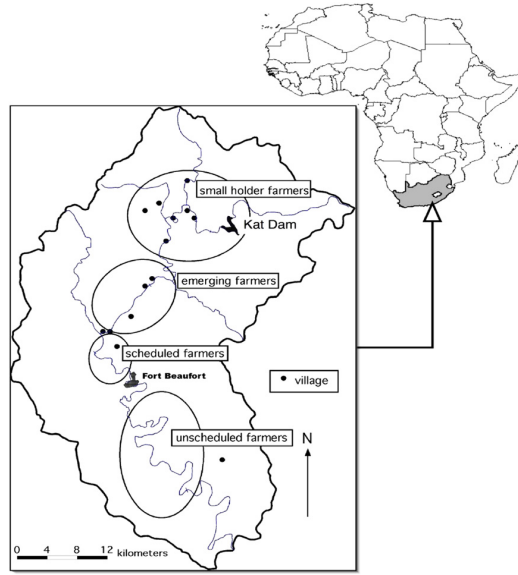 small holder farmers
Kat Dam
emerging farmers
scheduled farmers
Fort Beaufort
village
unscheduled farmers
N
0 4 8 12 kilometers